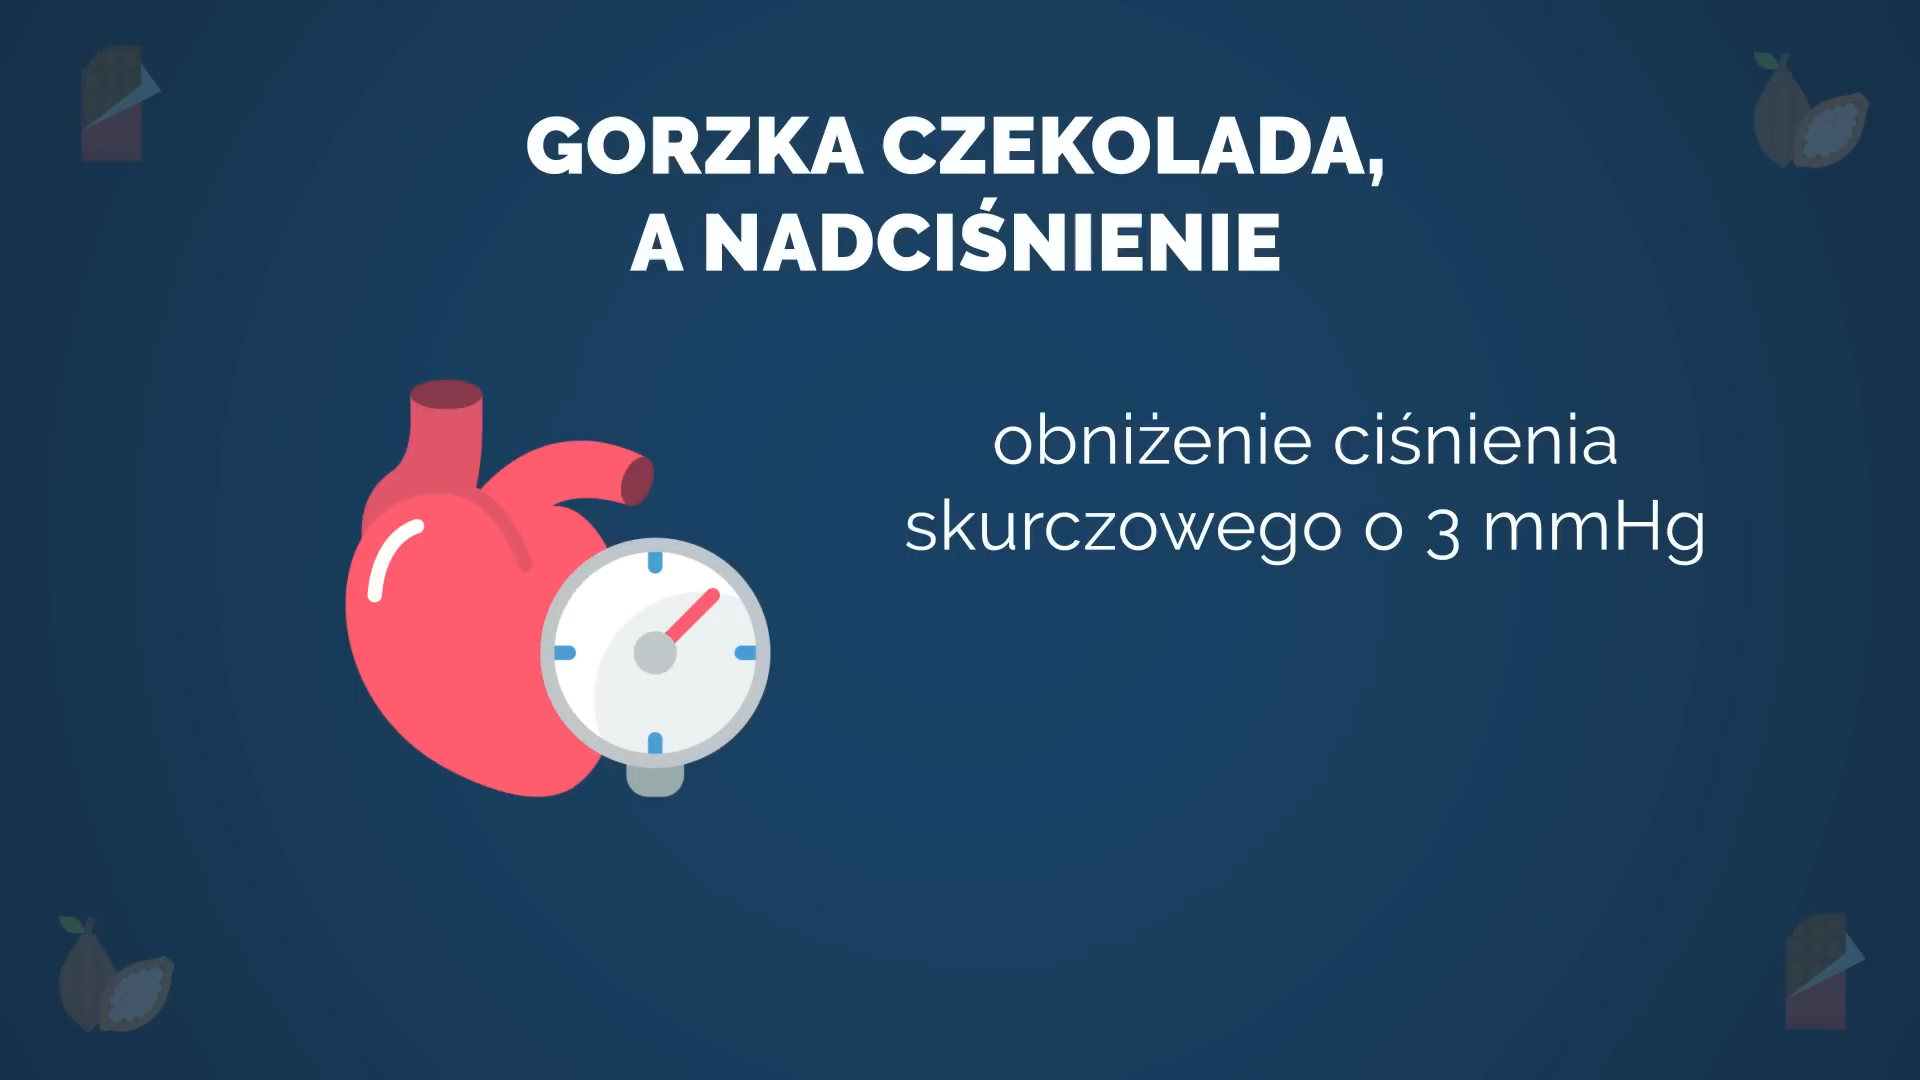 GORZKA CZEKOLADA,
A NADCIŚNIENIE
obniżenie ciśnienia
skurczowego o 3 mmHg